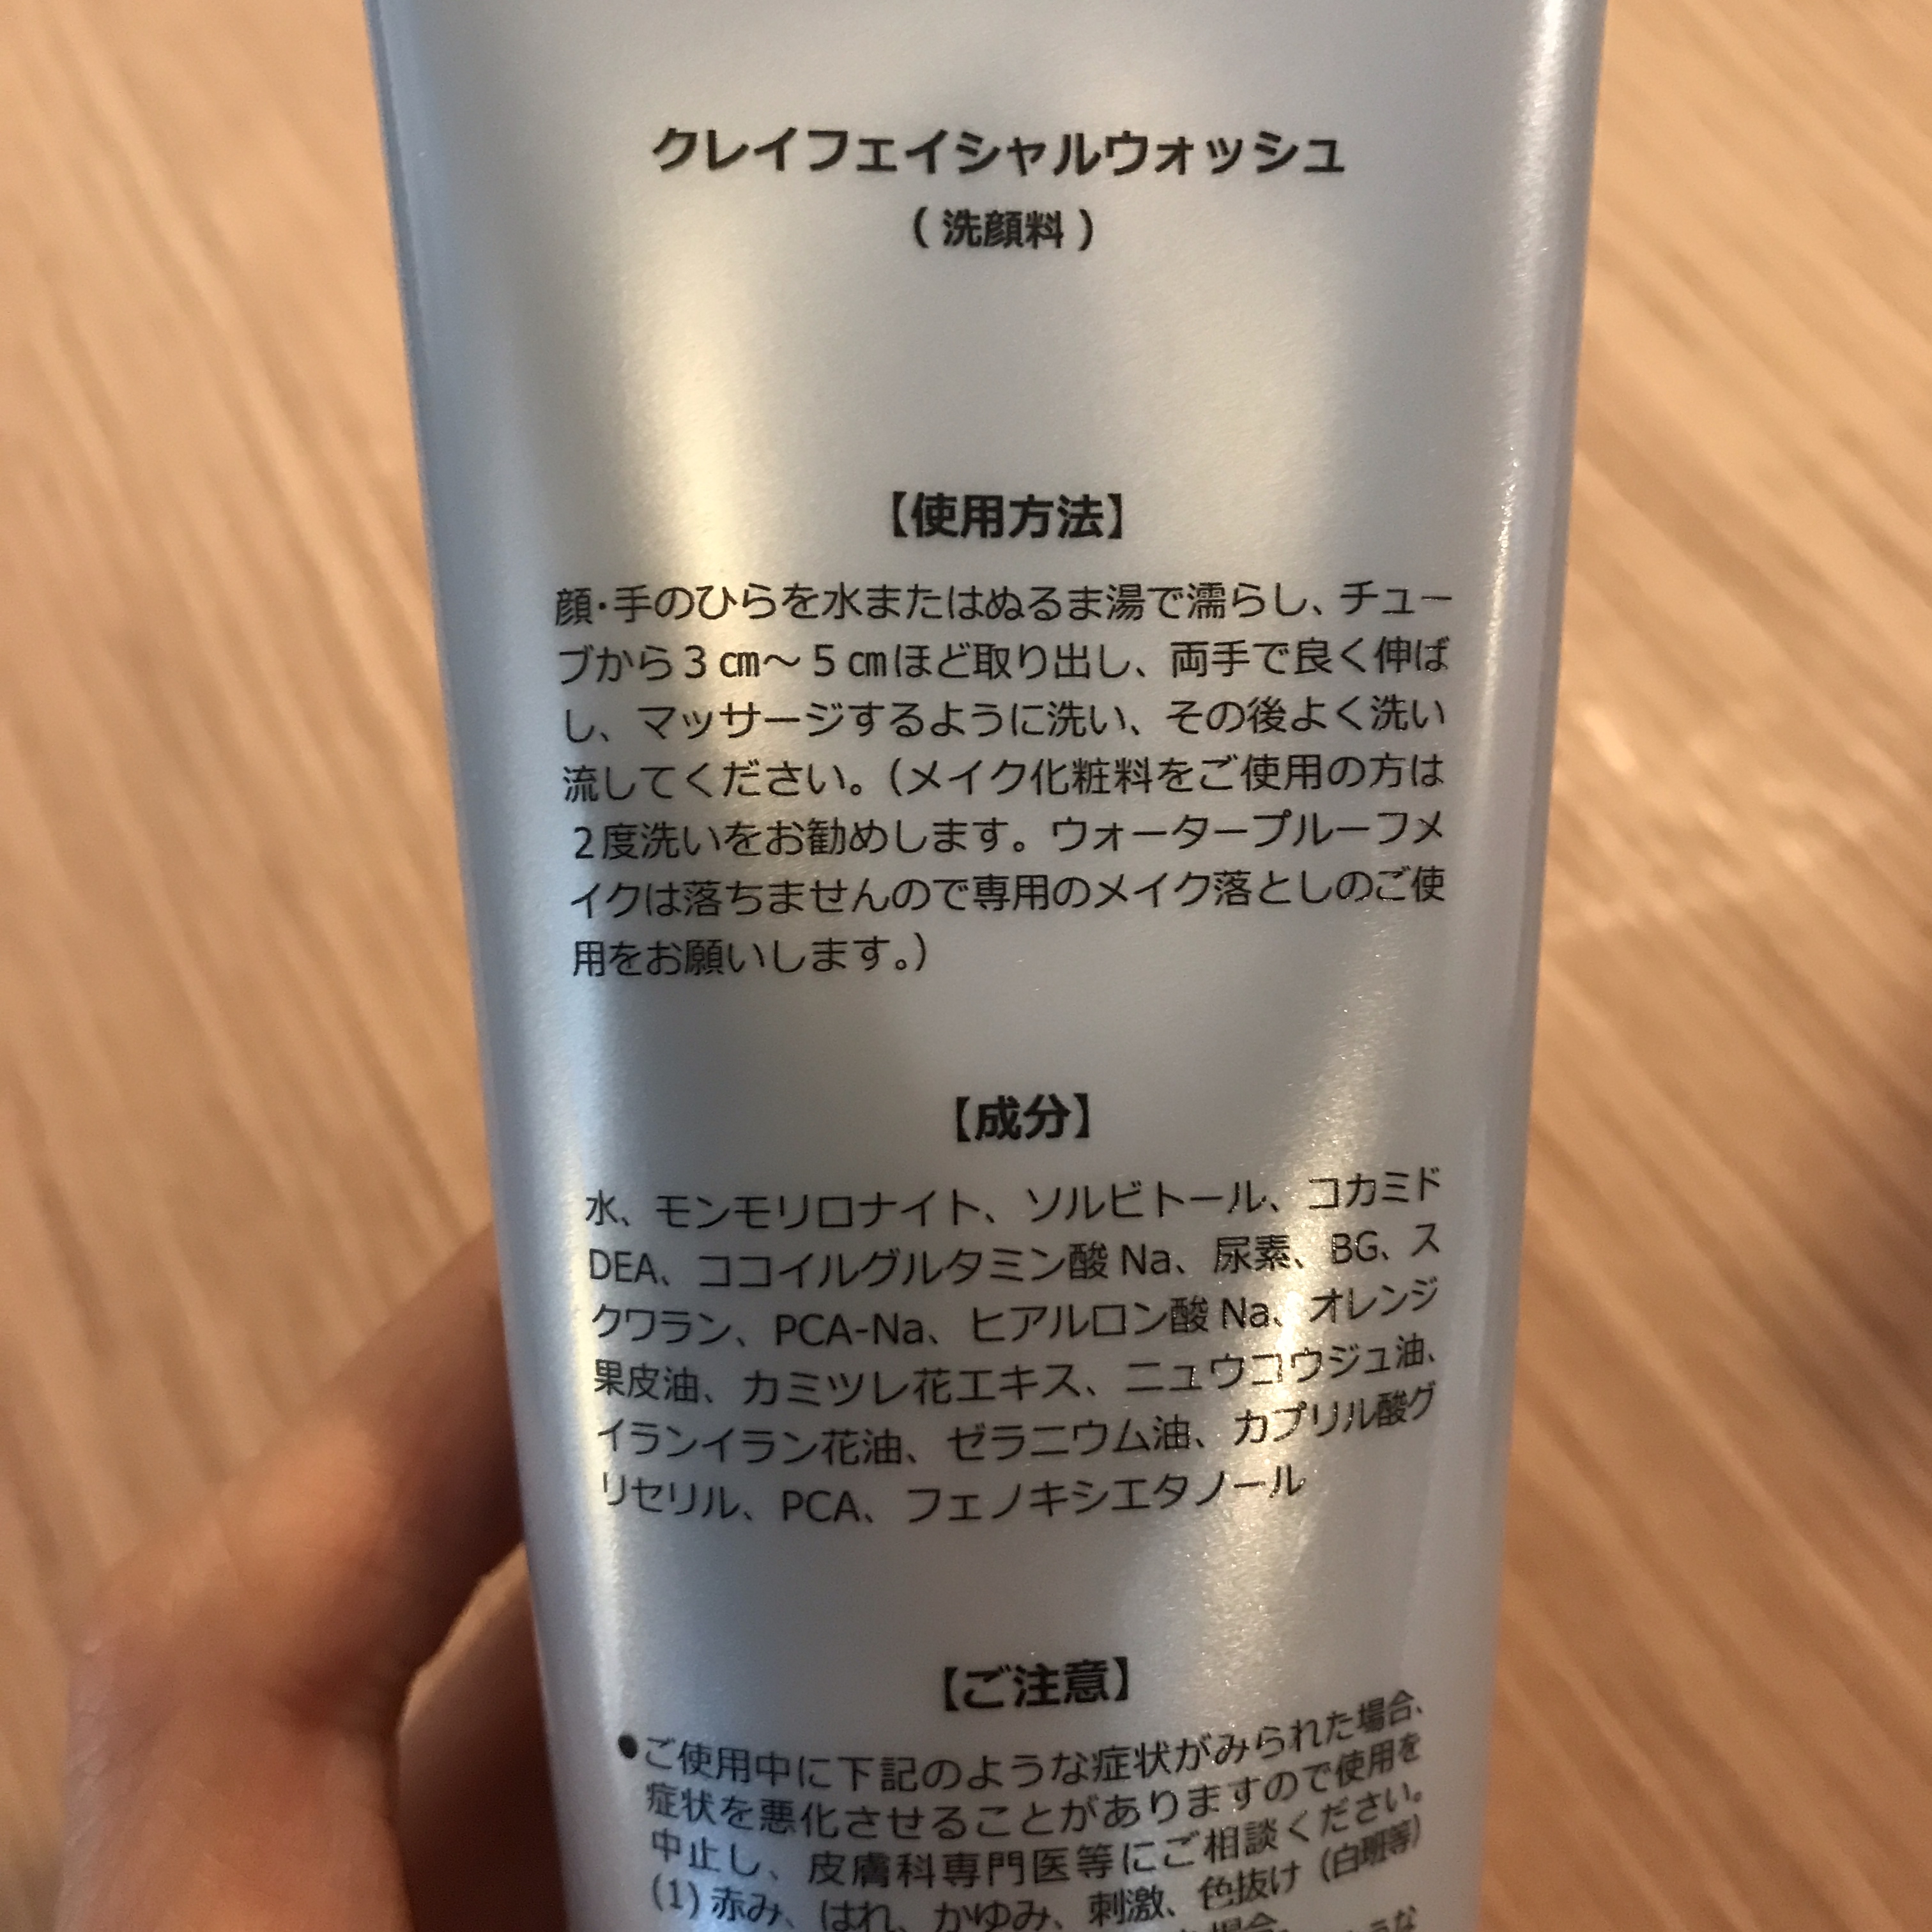 クレイフェイシャルウォッシュ
（洗顔料）
【使用方法】
顔・手のひらを水またはぬるま湯で濡らし、チュー
ブから3㎝〜5㎝ほど取り出し、両手で良く伸ば
し、マッサージするように洗い、その後よく洗い
流してください。（メイク化粧料をご使用の方は
2度洗いをお勧めします。ウォータープルーフメ
イクは落ちませんので専用のメイク落としのご使
用をお願いします。）
【成分】
水、モンモリロナイト、ソルビトール、コカミド
DEA、ココイルグルタミン酸Na、尿素、BG、ス
クワラン、PCA-Na、ヒアルロン酸Na、オレンジ
果皮油、カミツレ花エキス、ニュウコウジュ油、
イランイラン花油、ゼラニウム油、カプリル酸グ
リセリル、PCA、フェノキシエタノール
【ご注意】
●ご使用中に下記のような症状がみられた場合、
症状を悪化させることがありますので使用を
中止し、皮膚科専門医等にご相談ください。
(1)赤み、はれ、かゆみ、刺激、色抜け（白斑等）
場合、